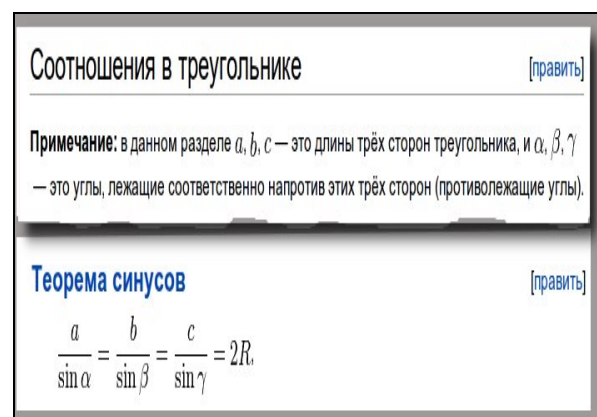 Соотношения в треугольнике [править]
Примечание: в данном разделе a, b, c — это длины трёх сторон треугольника, и α, β, γ
— это углы, лежащие соответственно напротив этих трёх сторон (противолежащие углы).
Теорема синусов [править]
a/sin α = b/sin β = c/sin γ = 2R,